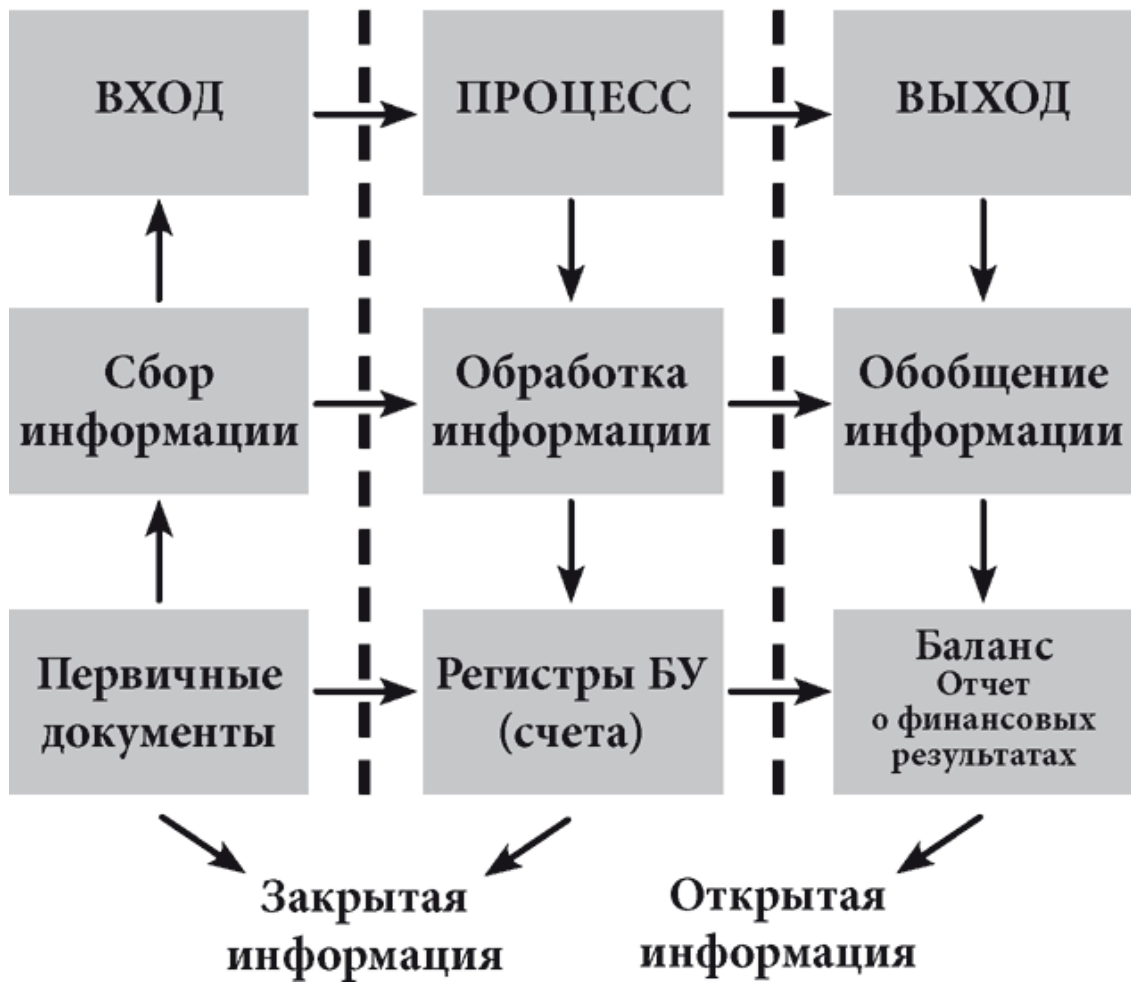 ВХОД
ПРОЦЕСС
ВЫХОД
Сбор
информации
Обработка
информации
Обобщение
информации
Первичные
документы
Регистры БУ
(счета)
Баланс
Отчет
о финансовых
результатах
Закрытая
информация
Открытая
информация